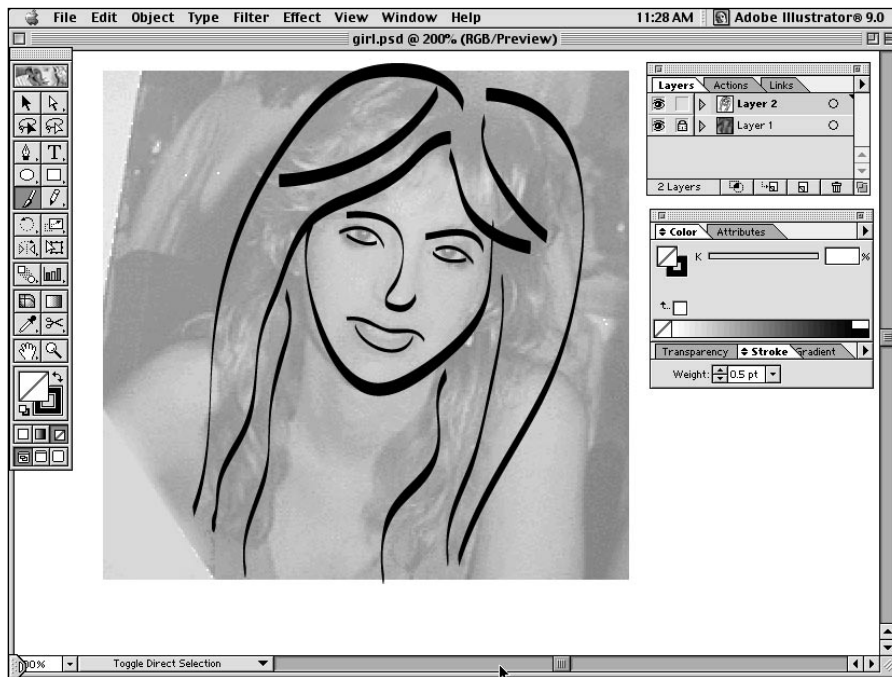 File Edit Object Type Filter Effect View Window Help 11:28 AM Adobe Illustrator® 9.0
girl.psd @ 200% (RGB/Preview)
Layers Actions Links
Layer 2
Layer 1
2 Layers
Color Attributes
K %
Transparency Stroke Gradient
Weight: 0.5 pt
Toggle Direct Selection